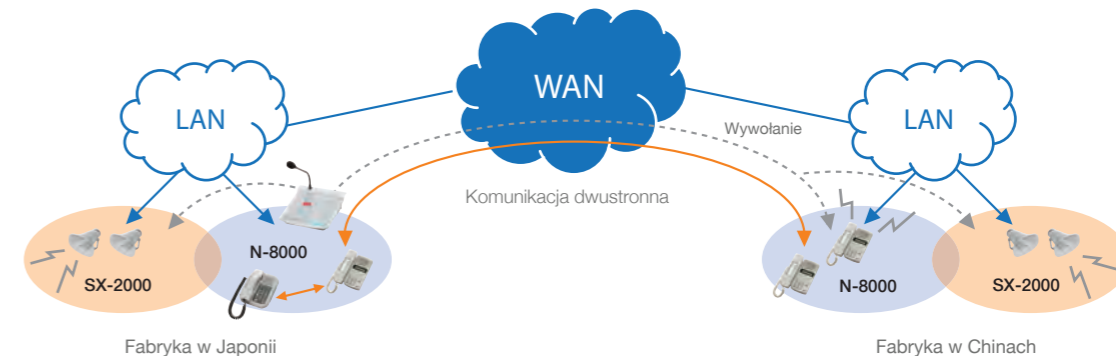 WAN
LAN
LAN
Wywołanie
Komunikacja dwustronna
N-8000
SX-2000
N-8000
SX-2000
Fabryka w Japonii
Fabryka w Chinach